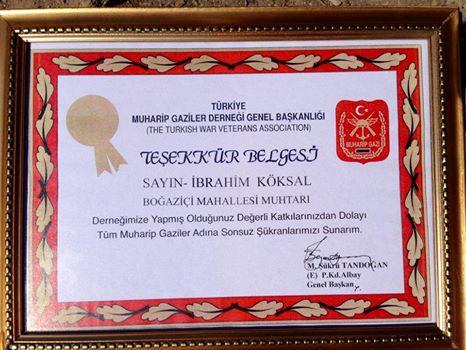 TÜRKİYE
MUHARİP GAZİLER DERNEĞİ GENEL BAŞKANLIĞI
(THE TURKISH WAR VETERANS ASSOCIATION)
MUHARİP GAZİ
TEŞEKKÜR BELGESİ
SAYIN- İBRAHİM KÖKSAL
BOĞAZİÇİ MAHALLESİ MUHTARI
Derneğimize Yapmış Olduğunuz Değerli Katkılarınızdan Dolayı
Tüm Muharip Gaziler Adına Sonsuz Şükranlarımızı Sunarım.
M. Şükrü TANDOĞAN
(E) P.Kd.Albay
Genel Başkan